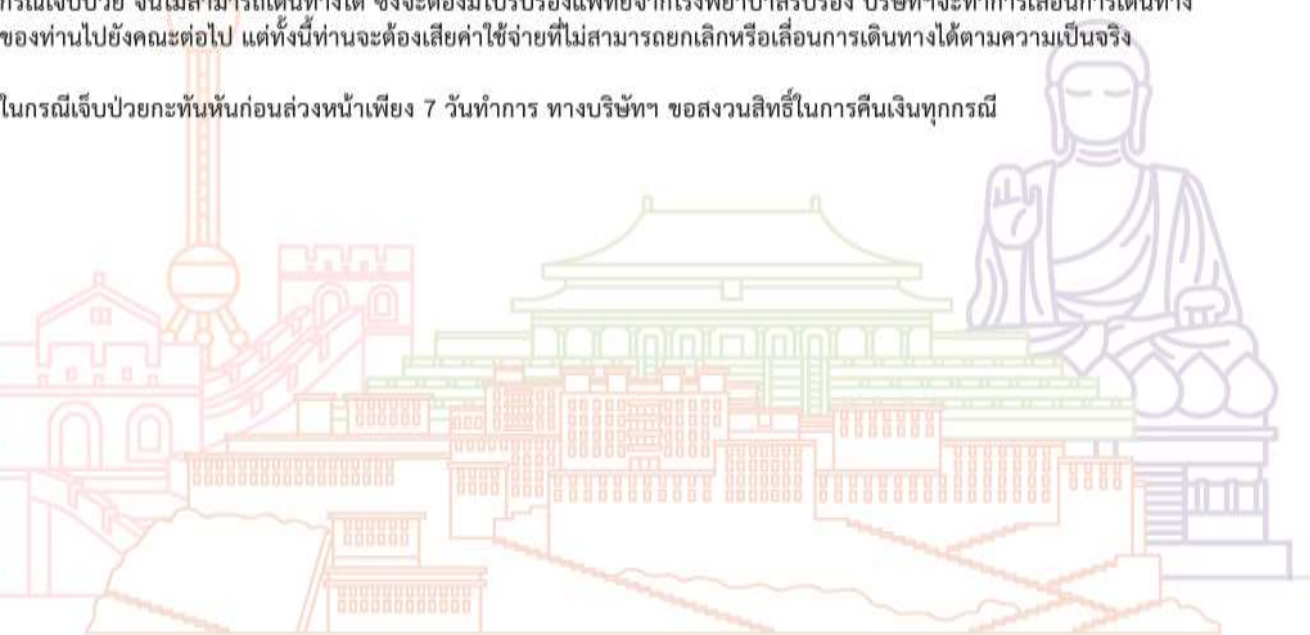 กรณีเจ็บป่วย จนไม่สามารถเดินทางได้ ซึ่งจะต้องมีใบรับรองแพทย์จากโรงพยาบาลรับรอง บริษัทฯจะทำการเลื่อนการเดินทาง
ของท่านไปยังคณะต่อไป แต่ทั้งนี้ท่านจะต้องเสียค่าใช้จ่ายที่ไม่สามารถยกเลิกหรือเลื่อนการเดินทางได้ตามความเป็นจริง
ในกรณีเจ็บป่วยกะทันหันก่อนล่วงหน้าเพียง 7 วันทำการ ทางบริษัทฯ ขอสงวนสิทธิ์ในการคืนเงินทุกกรณี